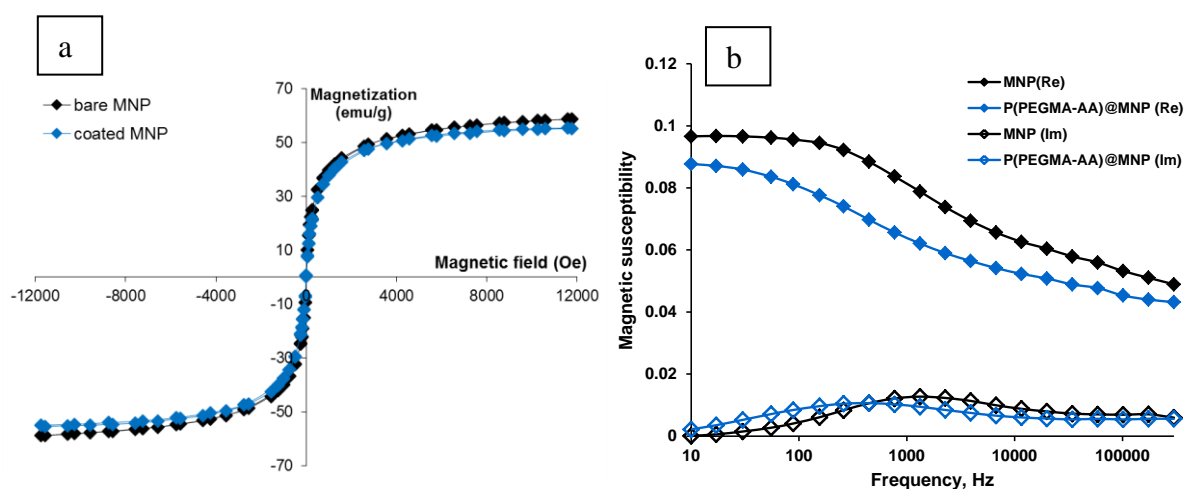 a
bare MNP
coated MNP
Magnetization
(emu/g)
70
50
30
10
-10
-30
-50
-70
Magnetic field (Oe)
-12000 -8000 -4000 0 4000 8000 12000
b
MNP(Re)
P(PEGMA-AA)@MNP (Re)
MNP (Im)
P(PEGMA-AA)@MNP (Im)
Magnetic susceptibility
0.12
0.1
0.08
0.06
0.04
0.02
0
10 100 1000 10000 100000
Frequency, Hz